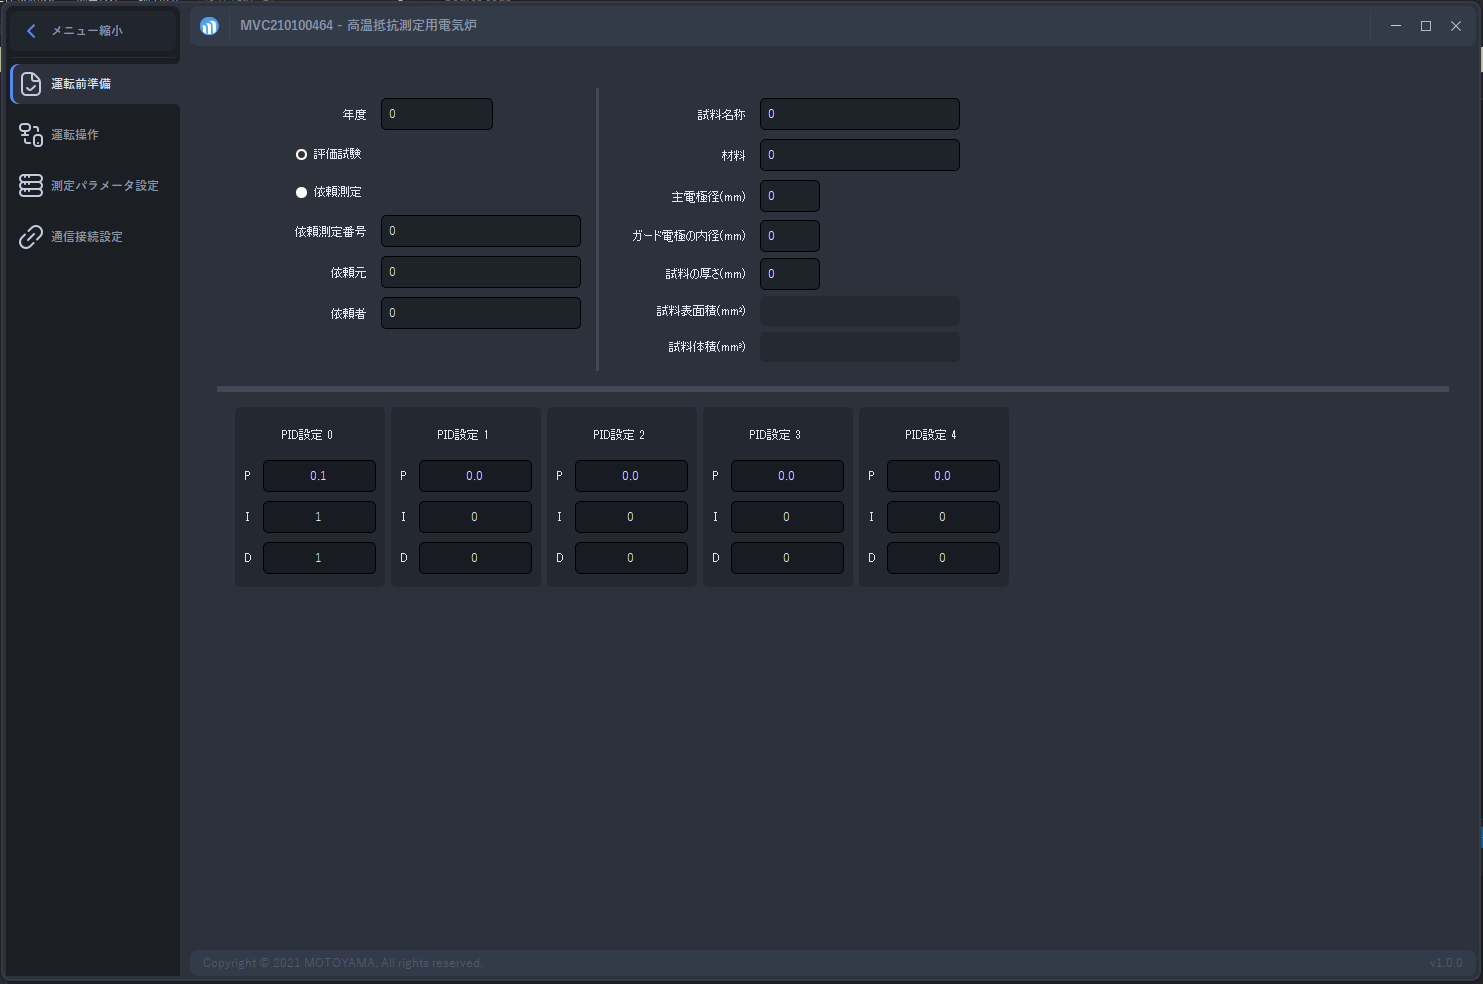 メニュー縮小
MVC210100464 - 高温抵抗測定用電気炉
運転前準備
運転操作
測定パラメータ設定
通信接続設定
年度 0
評価試験
依頼測定
依頼測定番号 0
依頼元 0
依頼者 0
試料名称 0
材料 0
主電極径(mm) 0
ガード電極の内径(mm) 0
試料の厚さ(mm) 0
試料表面積(mm²)
試料体積(mm³)
PID設定 0
P 0.1
I 1
D 1
PID設定 1
P 0.0
I 0
D 0
PID設定 2
P 0.0
I 0
D 0
PID設定 3
P 0.0
I 0
D 0
PID設定 4
P 0.0
I 0
D 0
Copyright © 2021 MOTOYAMA. All rights reserved.
v1.0.0